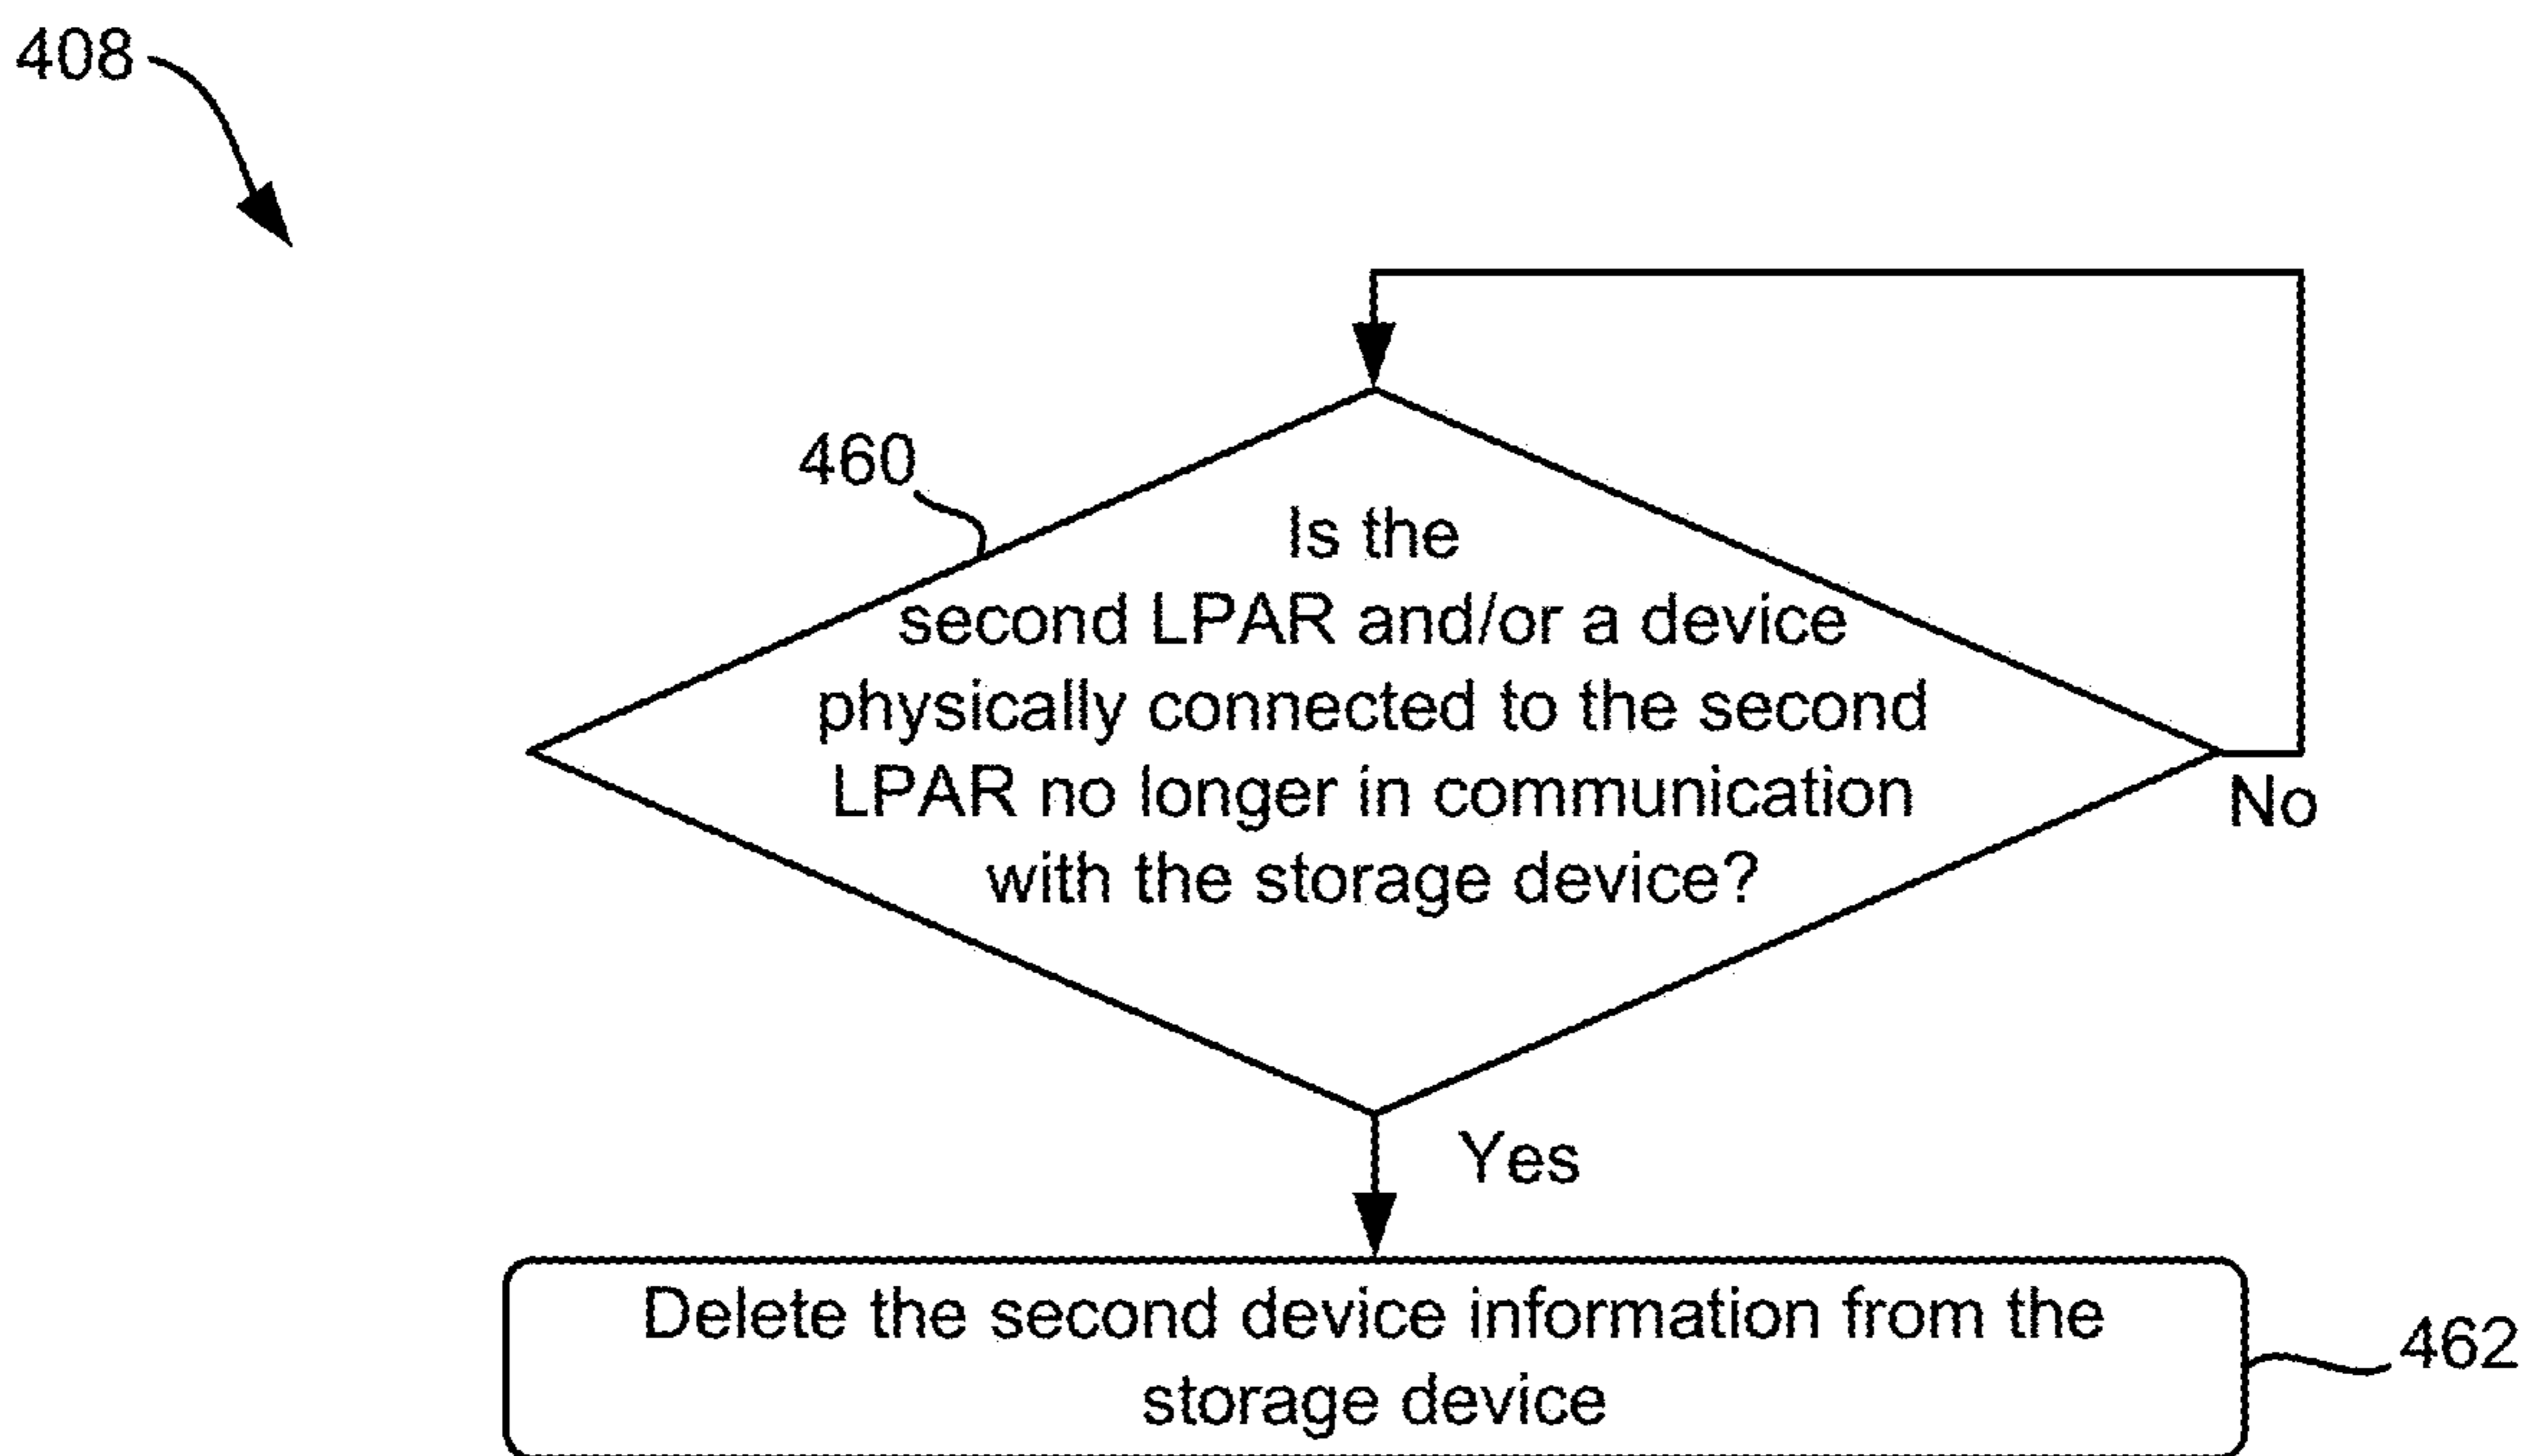 408
460
Is the
second LPAR and/or a device
physically connected to the second
LPAR no longer in communication
with the storage device?
No
Yes
Delete the second device information from the
storage device
462